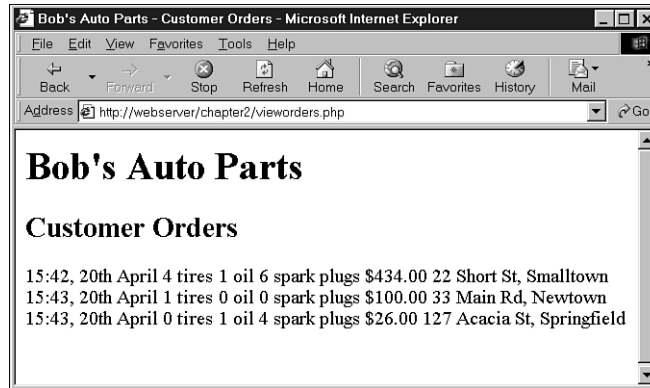 Bob's Auto Parts - Customer Orders - Microsoft Internet Explorer
File Edit View Favorites Tools Help
Back Forward Stop Refresh Home Search Favorites History Mail
Address http://webserver/chapter2/vieworders.php Go
Bob's Auto Parts
Customer Orders
15:42, 20th April 4 tires 1 oil 6 spark plugs $434.00 22 Short St, Smalltown
15:43, 20th April 1 tires 0 oil 0 spark plugs $100.00 33 Main Rd, Newtown
15:43, 20th April 0 tires 1 oil 4 spark plugs $26.00 127 Acacia St, Springfield